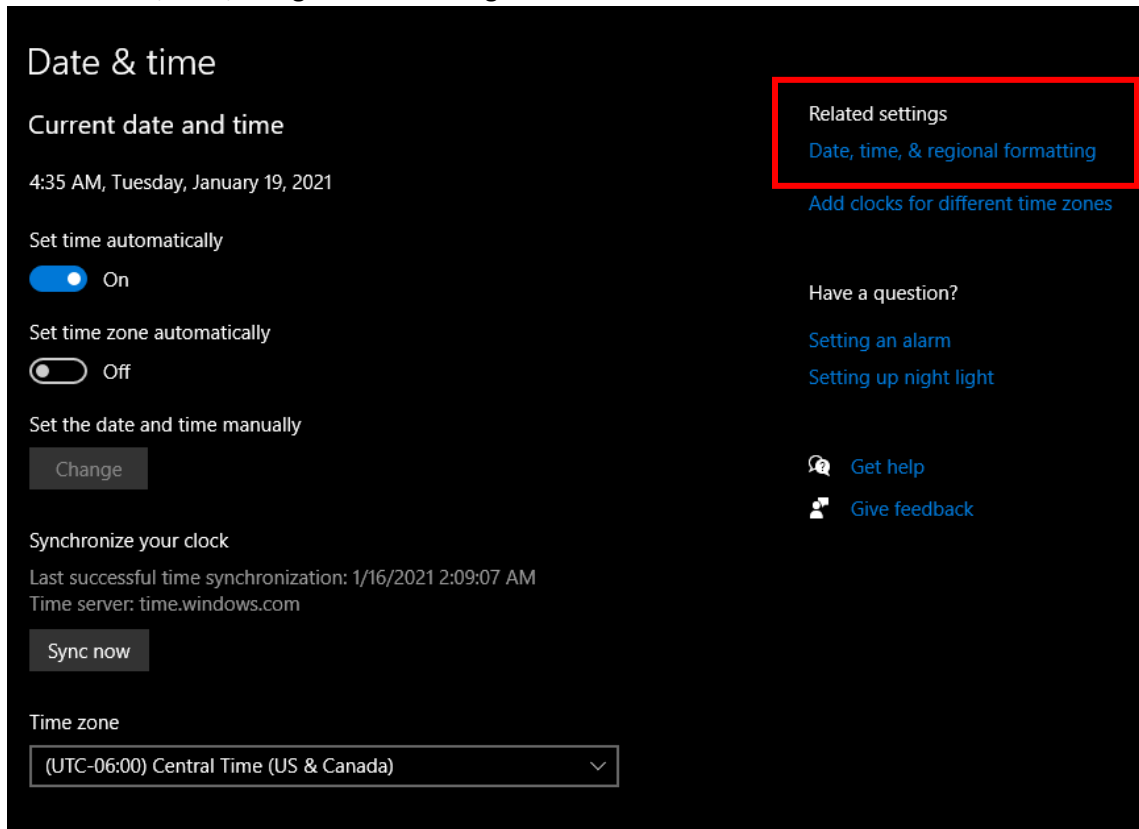 Date & time
Current date and time
4:35 AM, Tuesday, January 19, 2021
Set time automatically
On
Set time zone automatically
Off
Set the date and time manually
Change
Synchronize your clock
Last successful time synchronization: 1/16/2021 2:09:07 AM
Time server: time.windows.com
Sync now
Time zone
(UTC-06:00) Central Time (US & Canada)
Related settings
Date, time, & regional formatting
Add clocks for different time zones
Have a question?
Setting an alarm
Setting up night light
Get help
Give feedback